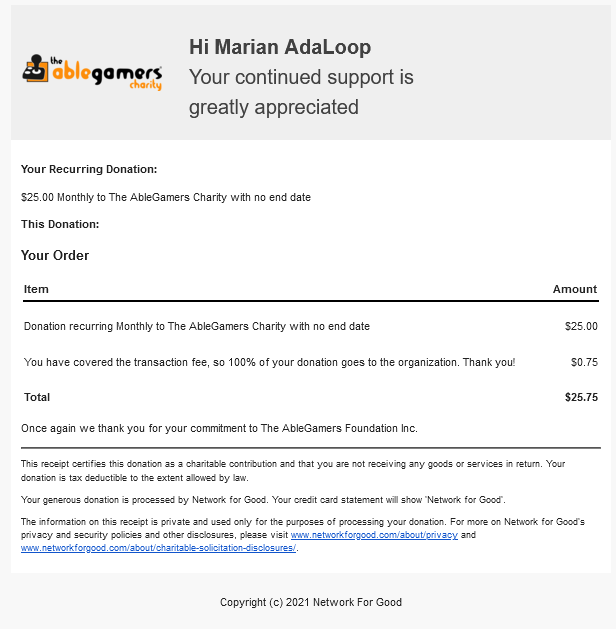 the
ablegamers
charity
Hi Marian AdaLoop
Your continued support is
greatly appreciated
Your Recurring Donation:
$25.00 Monthly to The AbleGamers Charity with no end date
This Donation:
Your Order
Item Amount
Donation recurring Monthly to The AbleGamers Charity with no end date $25.00
You have covered the transaction fee, so 100% of your donation goes to the organization. Thank you! $0.75
Total $25.75
Once again we thank you for your commitment to The AbleGamers Foundation Inc.
This receipt certifies this donation as a charitable contribution and that you are not receiving any goods or services in return. Your
donation is tax deductible to the extent allowed by law.
Your generous donation is processed by Network for Good. Your credit card statement will show 'Network for Good'.
The information on this receipt is private and used only for the purposes of processing your donation. For more on Network for Good's
privacy and security policies and other disclosures, please visit www.networkforgood.com/about/privacy and
www.networkforgood.com/about/charitable-solicitation-disclosures/.
Copyright (c) 2021 Network For Good